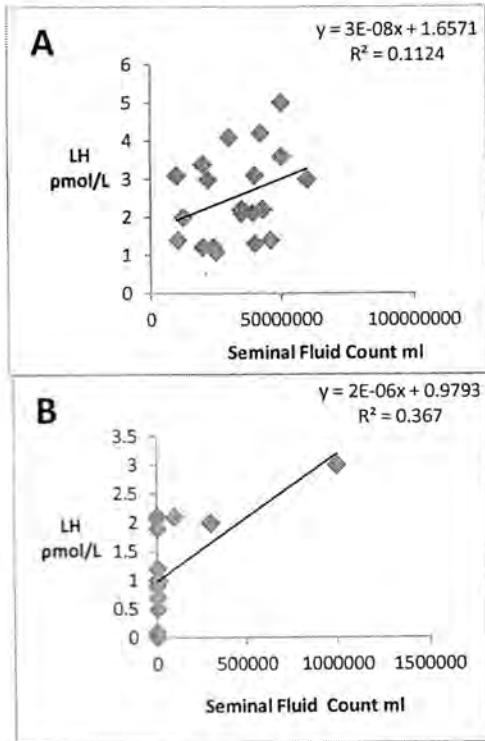 A
y = 3E-08x + 1.6571
R² = 0.1124
6
5
4
3
2
1
0
LH
ρmol/L
0 50000000 100000000
Seminal Fluid Count ml
B
y = 2E-06x + 0.9793
R² = 0.367
3.5
3
2.5
2
1.5
1
0.5
0
LH
ρmol/L
0 500000 1000000 1500000
Seminal Fluid Count ml